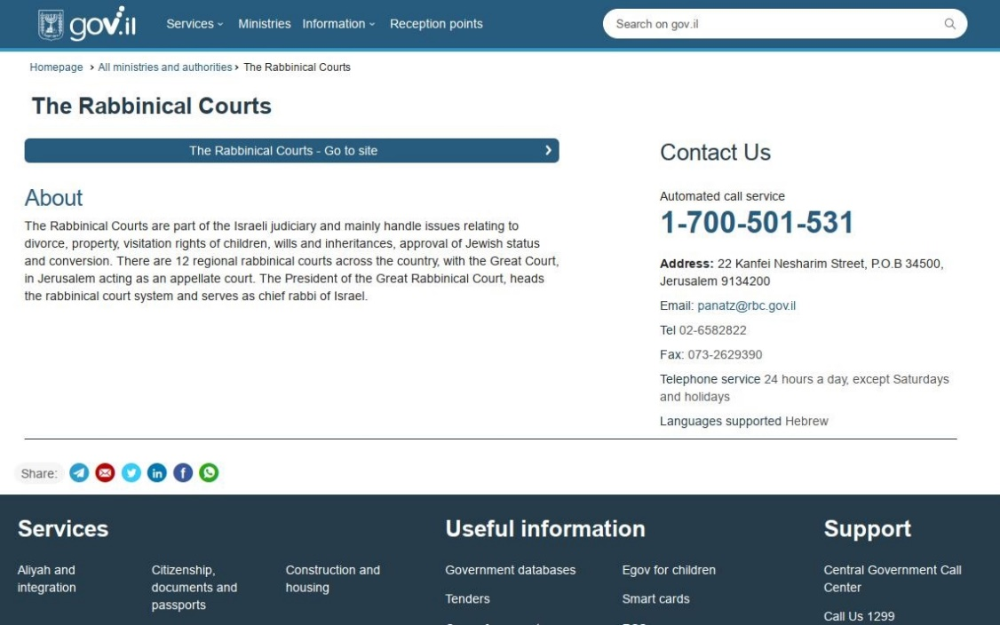 gov.il
Services
Ministries
Information
Reception points
Search on gov.il
Homepage › All ministries and authorities › The Rabbinical Courts
The Rabbinical Courts
The Rabbinical Courts - Go to site
About
The Rabbinical Courts are part of the Israeli judiciary and mainly handle issues relating to
divorce, property, visitation rights of children, wills and inheritances, approval of Jewish status
and conversion. There are 12 regional rabbinical courts across the country, with the Great Court,
in Jerusalem acting as an appellate court. The President of the Great Rabbinical Court, heads
the rabbinical court system and serves as chief rabbi of Israel.
Contact Us
Automated call service
1-700-501-531
Address: 22 Kanfei Nesharim Street, P.O.B 34500,
Jerusalem 9134200
Email: panatz@rbc.gov.il
Tel 02-6582822
Fax: 073-2629390
Telephone service 24 hours a day, except Saturdays
and holidays
Languages supported Hebrew
Share:
Services
Aliyah and
integration
Citizenship,
documents and
passports
Construction and
housing
Useful information
Government databases
Tenders
Egov for children
Smart cards
Support
Central Government Call
Center
Call Us 1299